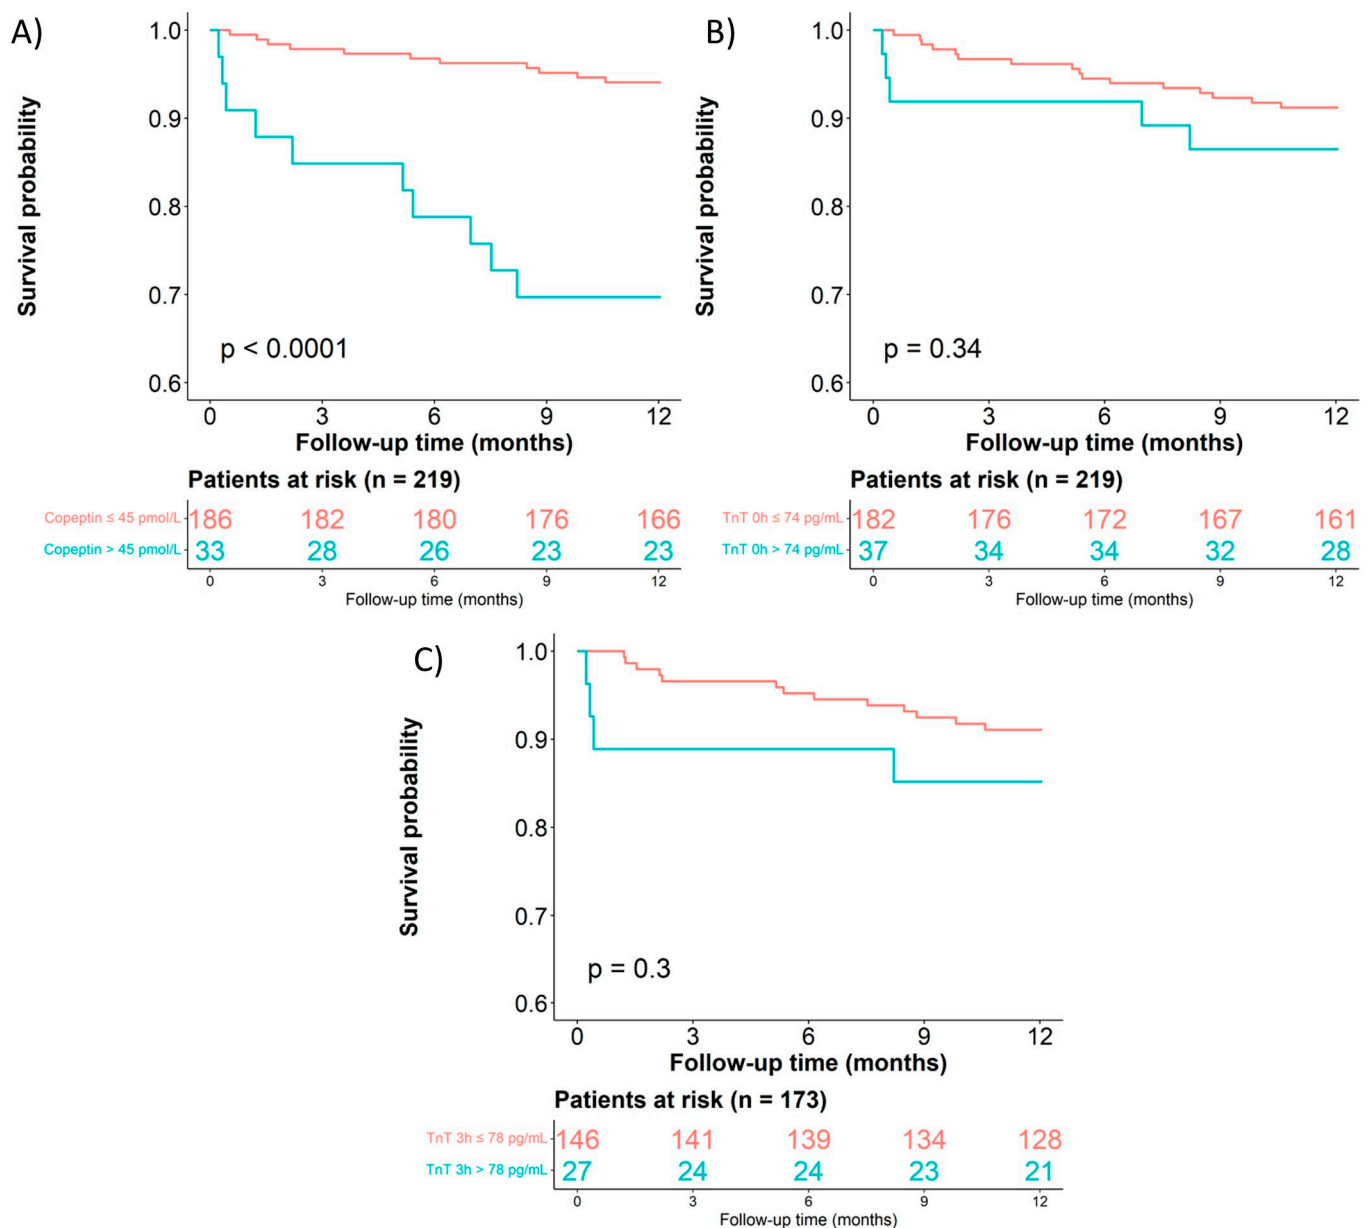 A)
Survival probability
1.0
0.9
0.8
0.7
0.6
p < 0.0001
0 3 6 9 12
Follow-up time (months)
Patients at risk (n = 219)
Copeptin ≤ 45 pmol/L 186 182 180 176 166
Copeptin > 45 pmol/L 33 28 26 23 23
0 3 6 9 12
Follow-up time (months)
B)
Survival probability
1.0
0.9
0.8
0.7
0.6
p = 0.34
0 3 6 9 12
Follow-up time (months)
Patients at risk (n = 219)
TnT 0h ≤ 74 pg/mL 182 176 172 167 161
TnT 0h > 74 pg/mL 37 34 34 32 28
0 3 6 9 12
Follow-up time (months)
C)
Survival probability
1.0
0.9
0.8
0.7
0.6
p = 0.3
0 3 6 9 12
Follow-up time (months)
Patients at risk (n = 173)
TnT 3h ≤ 78 pg/mL 146 141 139 134 128
TnT 3h > 78 pg/mL 27 24 24 23 21
0 3 6 9 12
Follow-up time (months)